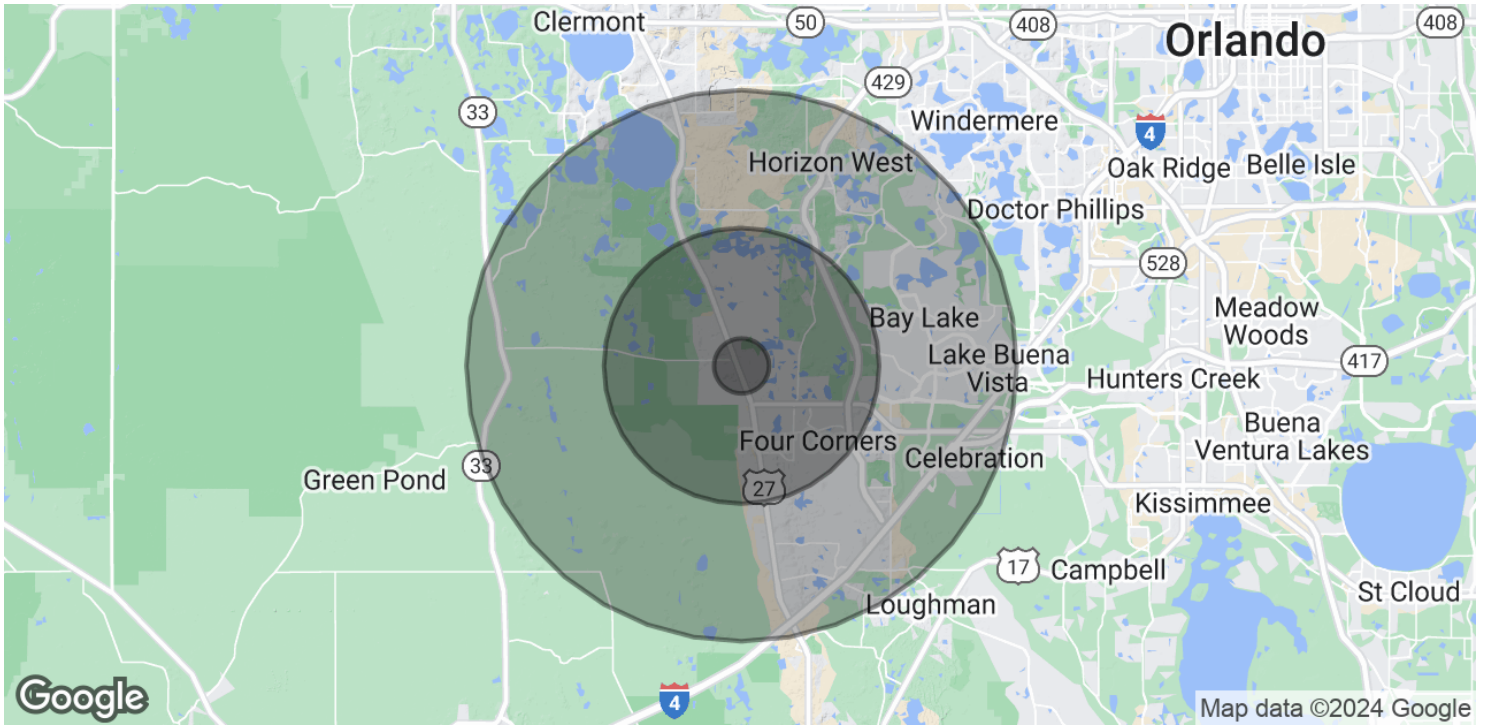 Clermont
50
408
408
Orlando
429
33
Windermere
4
Horizon West
Oak Ridge
Belle Isle
Doctor Phillips
528
Bay Lake
Meadow
Woods
Lake Buena
Vista
417
Hunters Creek
Four Corners
Buena
Ventura Lakes
Celebration
33
Green Pond
27
Kissimmee
17
Campbell
St Cloud
Loughman
4
Google
Map data ©2024 Google